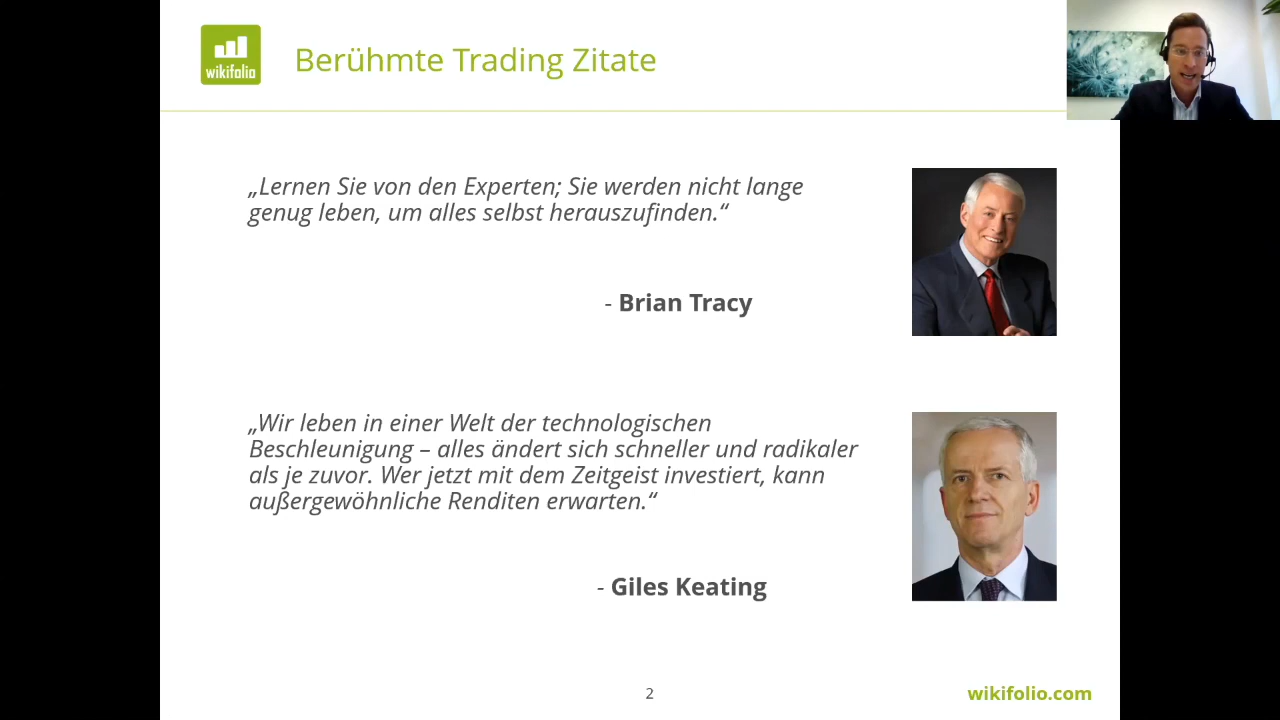 wikifolio
Berühmte Trading Zitate
„Lernen Sie von den Experten; Sie werden nicht lange
genug leben, um alles selbst herauszufinden.“
- Brian Tracy
„Wir leben in einer Welt der technologischen
Beschleunigung – alles ändert sich schneller und radikaler
als je zuvor. Wer jetzt mit dem Zeitgeist investiert, kann
außergewöhnliche Renditen erwarten.“
- Giles Keating
2
wikifolio.com